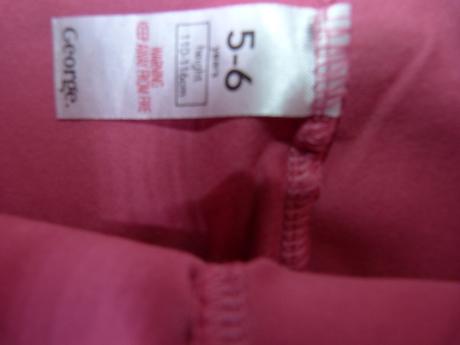 George.
WARNING
KEEP AWAY FROM FIRE
height
110-116cm
5-6
years